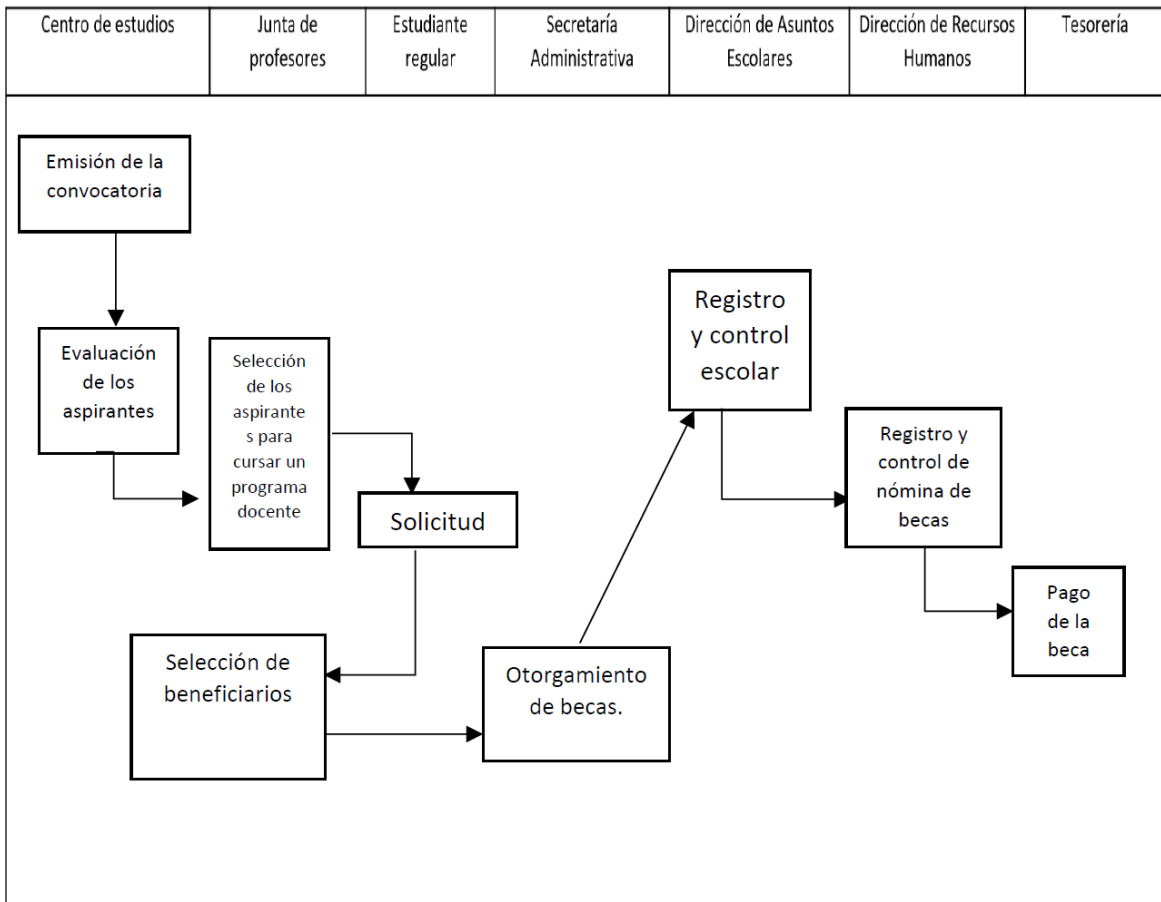 Centro de estudios
Junta de
profesores
Estudiante
regular
Secretaría
Administrativa
Dirección de Asuntos
Escolares
Dirección de Recursos
Humanos
Tesorería
Emisión de la
convocatoria
Evaluación
de los
aspirantes
Selección
de los
aspirante
s para
cursar un
programa
docente
Solicitud
Selección de
beneficiarios
Otorgamiento
de becas.
Registro
y control
escolar
Registro y
control de
nómina de
becas
Pago
de la
beca